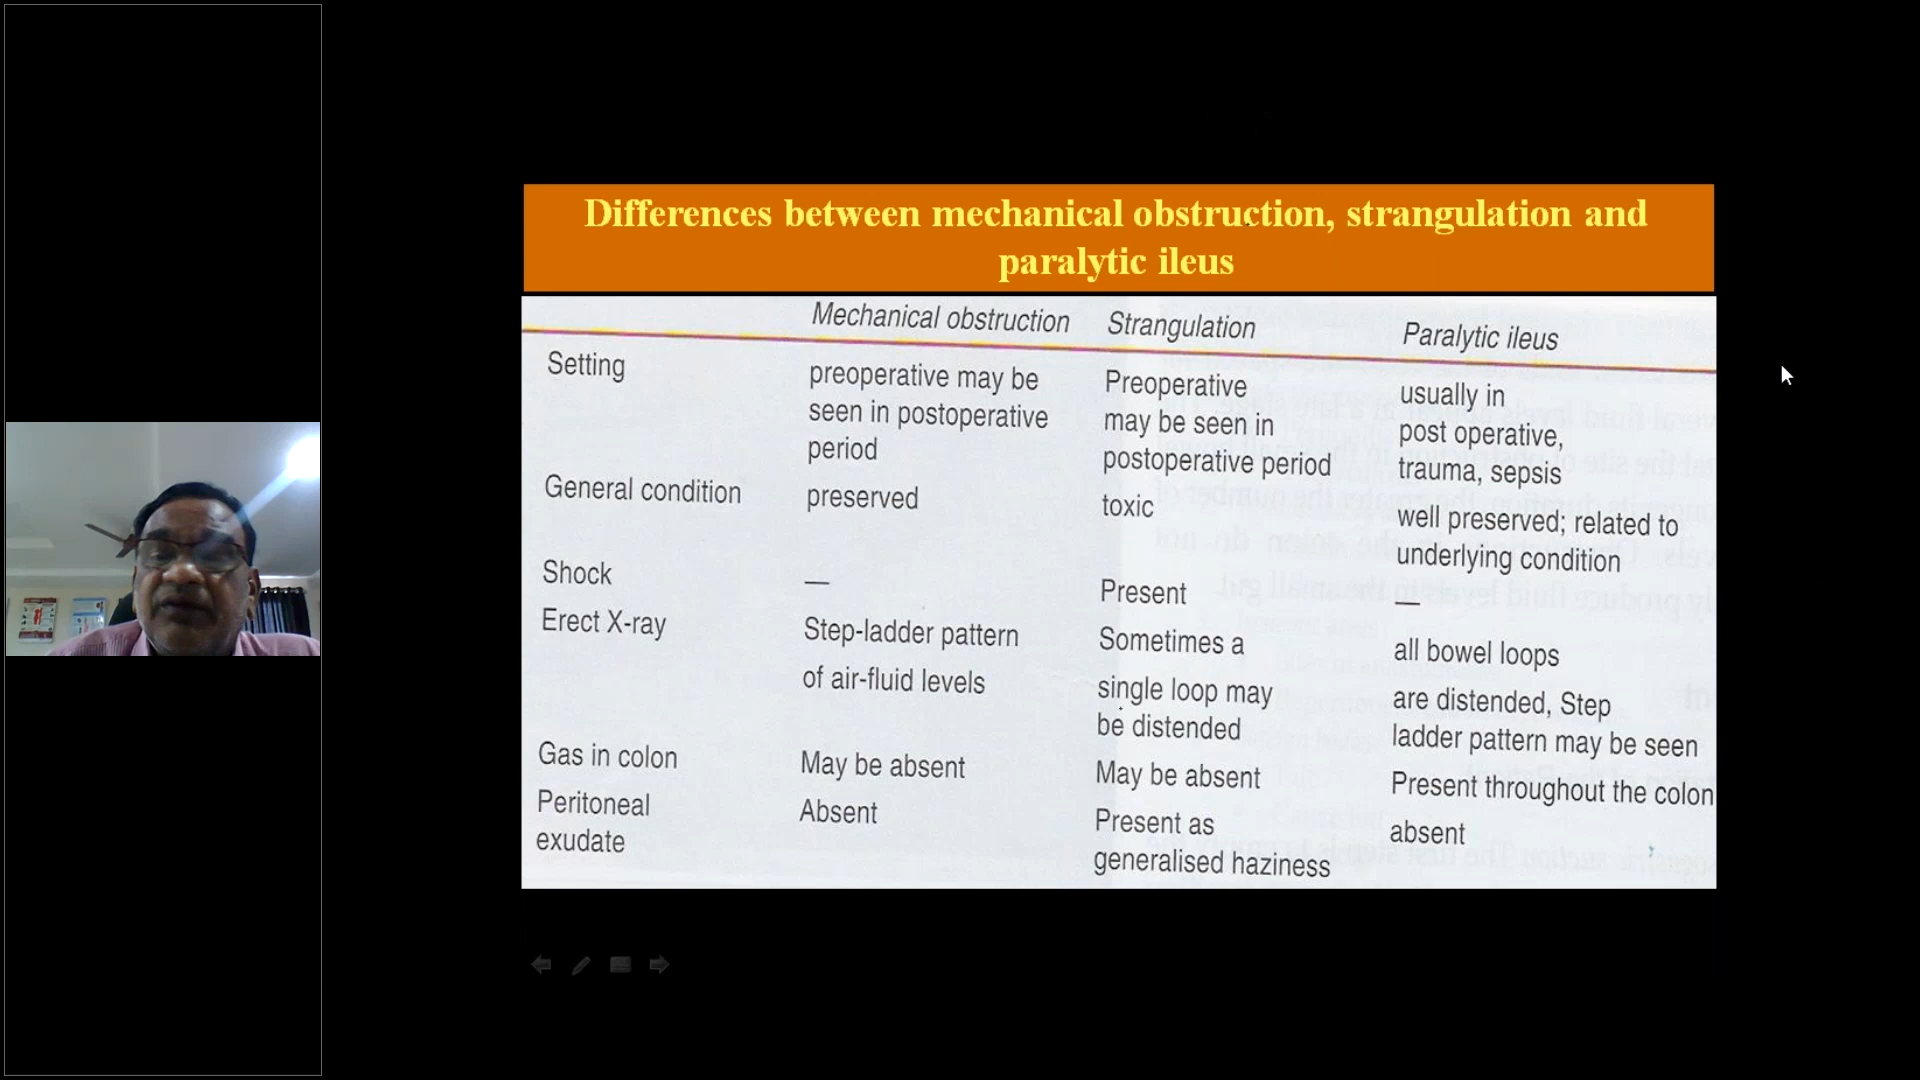 Differences between mechanical obstruction, strangulation and
paralytic ileus
Mechanical obstruction Strangulation Paralytic ileus
Setting
preoperative may be
seen in postoperative
period
Preoperative
may be seen in
postoperative period
usually in
post operative,
trauma, sepsis
General condition
preserved
toxic
well preserved; related to
underlying condition
Shock
—
Present
—
Erect X-ray
Step-ladder pattern
of air-fluid levels
Sometimes a
single loop may
be distended
all bowel loops
are distended, Step
ladder pattern may be seen
Gas in colon
May be absent
May be absent
Present throughout the colon
Peritoneal
exudate
Absent
Present as
generalised haziness
absent